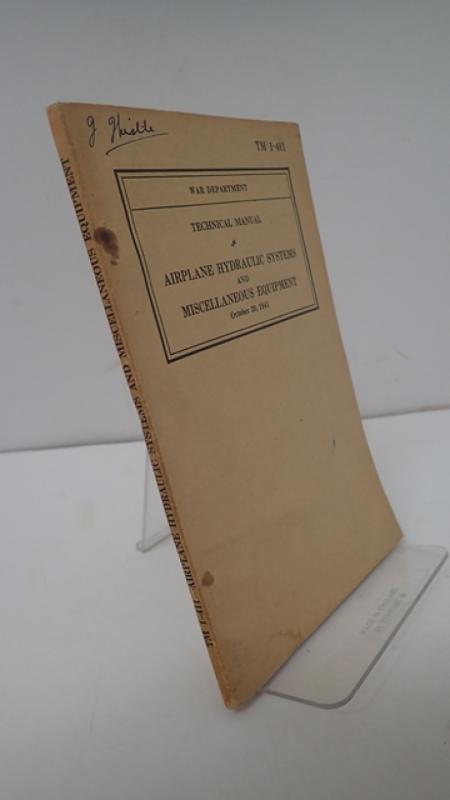 TM 1-411
WAR DEPARTMENT
TECHNICAL MANUAL
AIRPLANE HYDRAULIC SYSTEMS
AND
MISCELLANEOUS EQUIPMENT
October 20, 1941
TM 1-411—AIRPLANE HYDRAULIC SYSTEMS AND MISCELLANEOUS EQUIPMENT